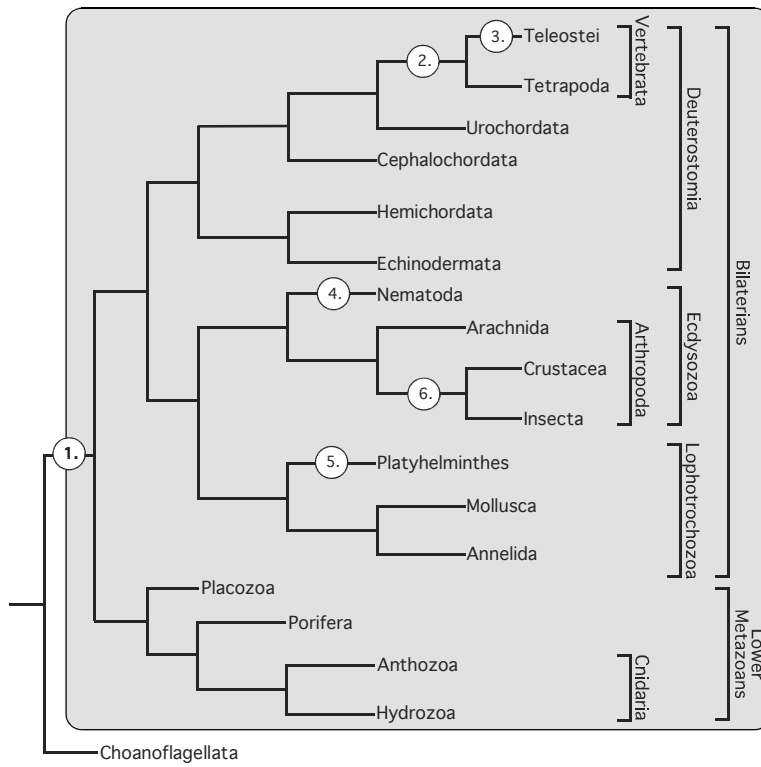 3.
Teleostei
2.
Tetrapoda
Vertebrata
Urochordata
Cephalochordata
Hemichordata
Echinodermata
Deuterostomia
4.
Nematoda
Arachnida
Crustacea
6.
Insecta
Arthropoda
Ecdysozoa
Bilaterians
1.
5.
Platyhelminthes
Mollusca
Annelida
Lophotrochozoa
Placozoa
Porifera
Anthozoa
Hydrozoa
Cnidaria
Lower
Metazoans
Choanoflagellata